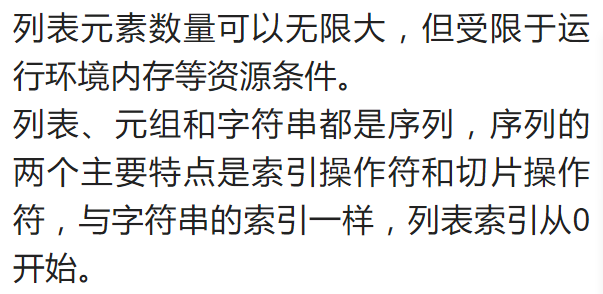 列表元素数量可以无限大，但受限于运
行环境内存等资源条件。
列表、元组和字符串都是序列，序列的
两个主要特点是索引操作符和切片操作
符，与字符串的索引一样，列表索引从0
开始。